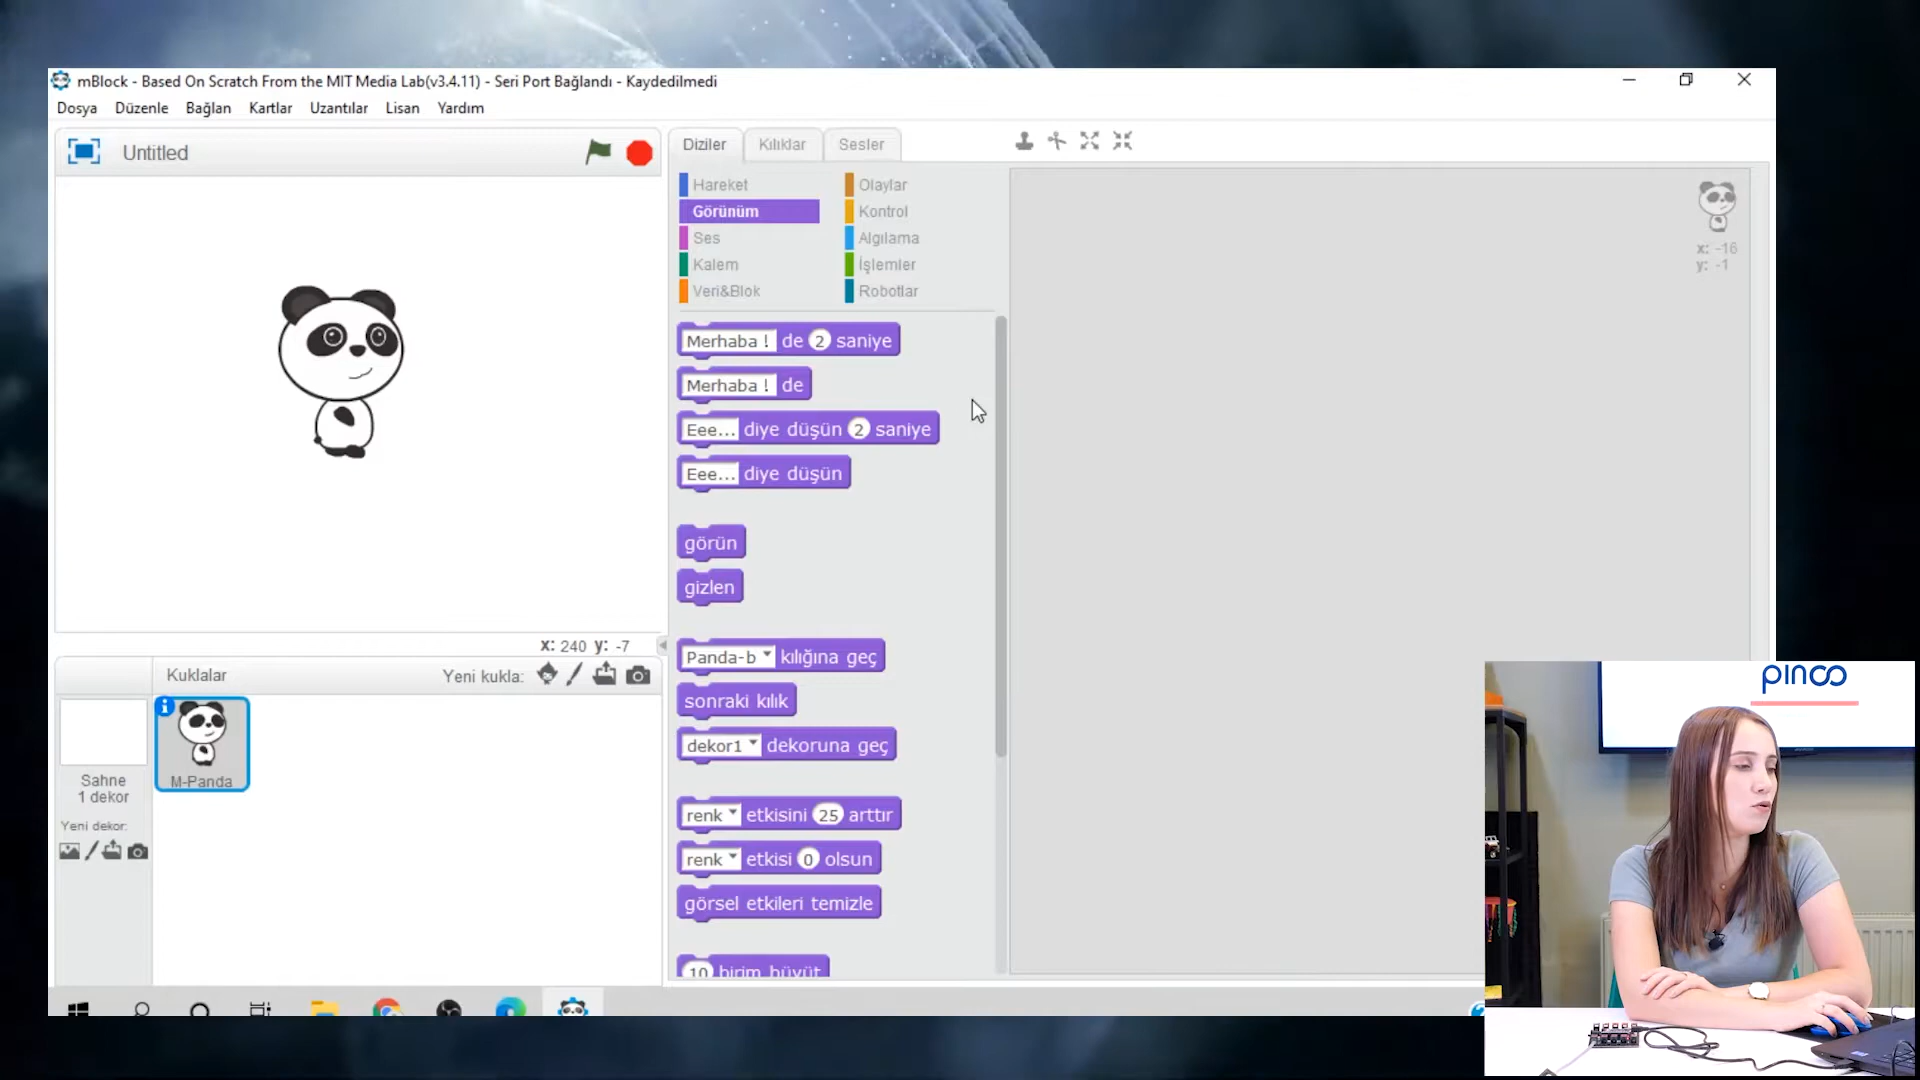 mBlock - Based On Scratch From the MIT Media Lab(v3.4.11) - Seri Port Bağlandı - Kaydedilmedi
Dosya Düzenle Bağlan Kartlar Uzantılar Lisan Yardım
Untitled
x: 240 y: -7
Kuklalar
Yeni kukla:
Sahne
1 dekor
Yeni dekor:
M-Panda
Diziler Kılıklar Sesler
Hareket Olaylar
Görünüm Kontrol
Ses Algılama
Kalem İşlemler
Veri&Blok Robotlar
Merhaba ! de 2 saniye
Merhaba ! de
Eee... diye düşün 2 saniye
Eee... diye düşün
görün
gizlen
Panda-b kılığına geç
sonraki kılık
dekor1 dekoruna geç
renk etkisini 25 arttır
renk etkisi 0 olsun
görsel etkileri temizle
10 birim büyüt
x: -16
y: -1
pinoo